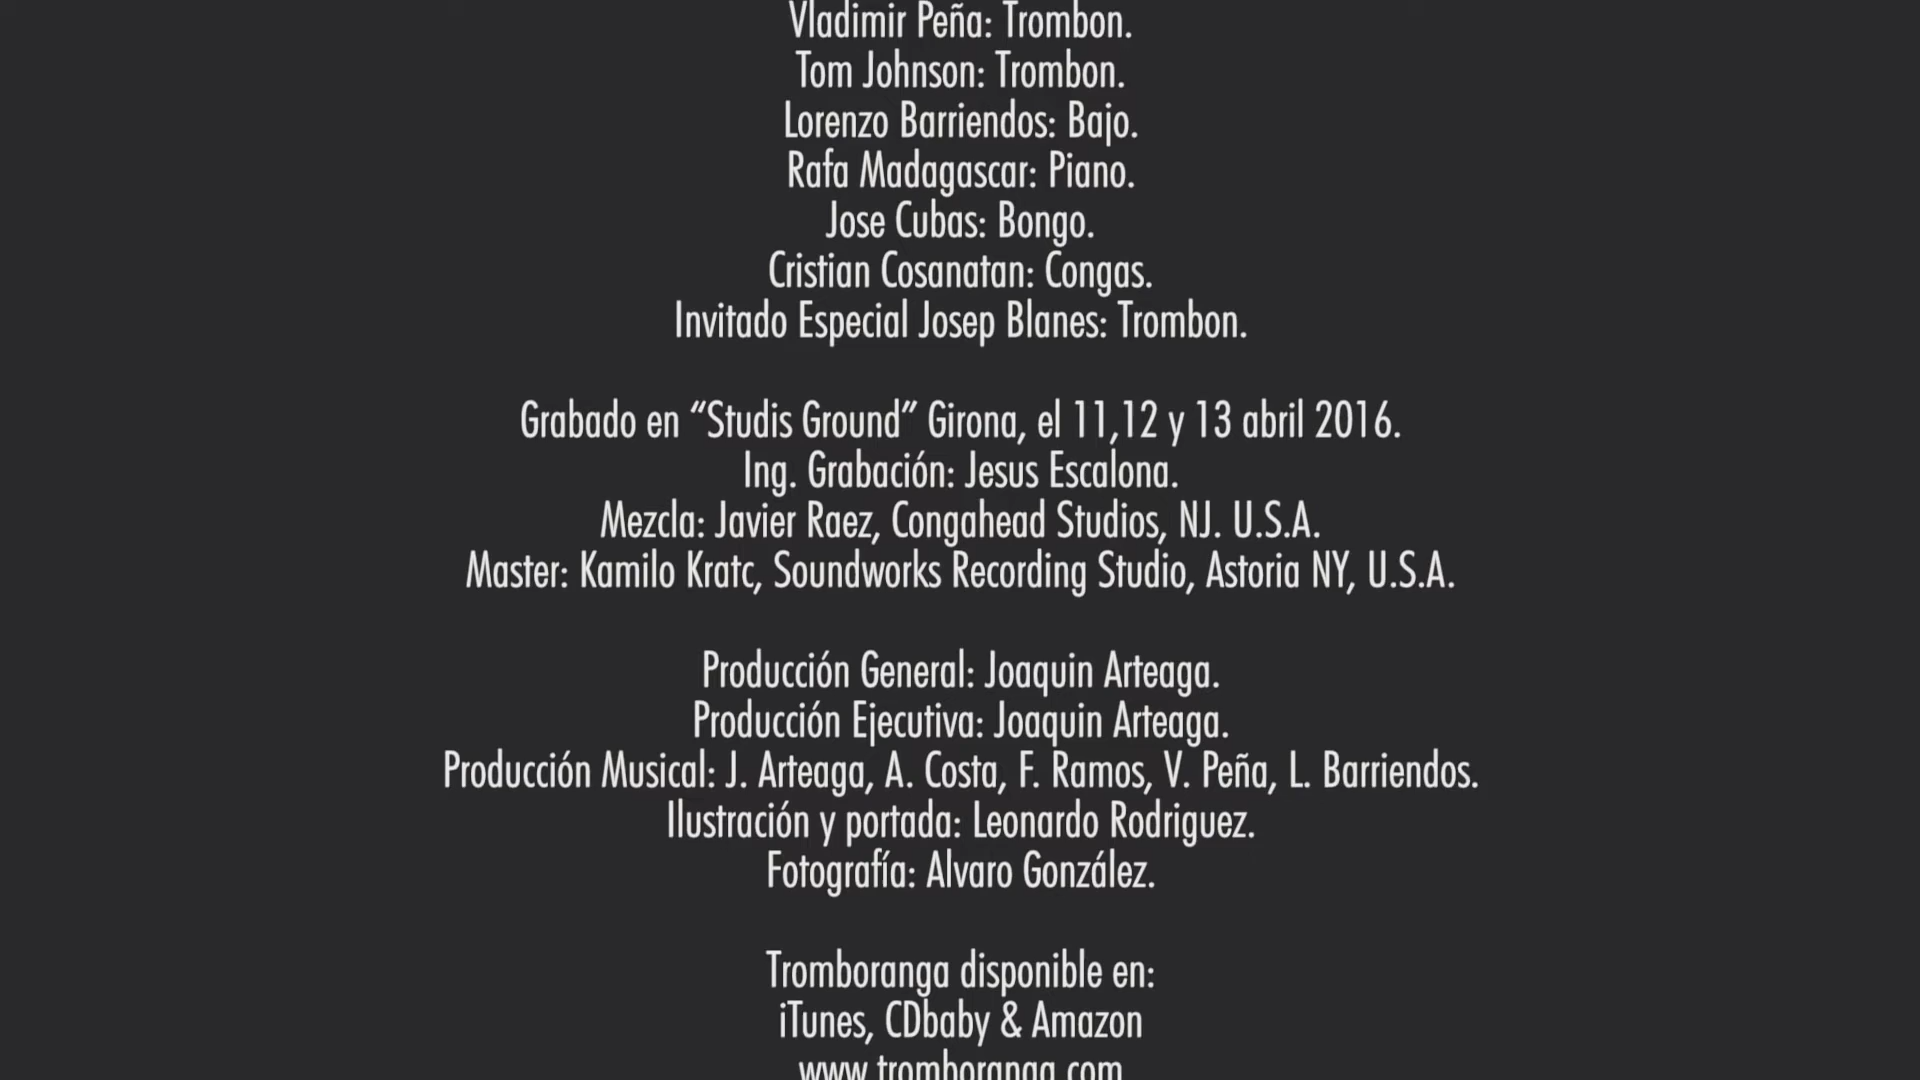 Vladimir Peña: Trombon.
Tom Johnson: Trombon.
Lorenzo Barriendos: Bajo.
Rafa Madagascar: Piano.
Jose Cubas: Bongo.
Cristian Cosanatan: Congas.
Invitado Especial Josep Blanes: Trombon.
Grabado en “Studis Ground” Girona, el 11,12 y 13 abril 2016.
Ing. Grabación: Jesus Escalona.
Mezcla: Javier Raez, Congahead Studios, NJ. U.S.A.
Master: Kamilo Kratc, Soundworks Recording Studio, Astoria NY, U.S.A.
Producción General: Joaquin Arteaga.
Producción Ejecutiva: Joaquin Arteaga.
Producción Musical: J. Arteaga, A. Costa, F. Ramos, V. Peña, L. Barriendos.
Ilustración y portada: Leonardo Rodriguez.
Fotografía: Alvaro González.
Tromboranga disponible en:
iTunes, CDbaby & Amazon
www.tromboranga.com